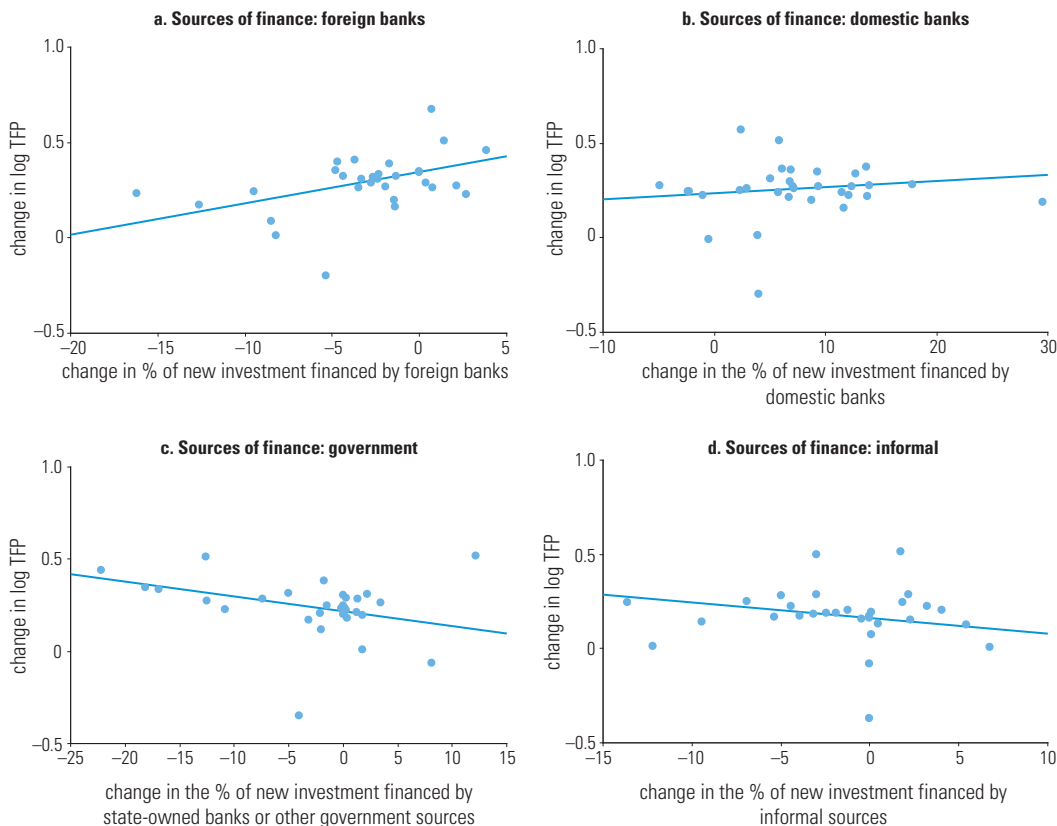 a. Sources of finance: foreign banks
1.0
0.5
0
–0.5
change in log TFP
–20
–15
–10
–5
0
5
change in % of new investment financed by foreign banks
b. Sources of finance: domestic banks
1.0
0.5
0
–0.5
change in log TFP
–10
0
10
20
30
change in the % of new investment financed by
domestic banks
c. Sources of finance: government
1.0
0.5
0
–0.5
change in log TFP
–25
–20
–15
–10
–5
0
5
10
15
change in the % of new investment financed by
state-owned banks or other government sources
d. Sources of finance: informal
1.0
0.5
0
–0.5
change in log TFP
–15
–10
–5
0
5
10
change in the % of new investment financed by
informal sources